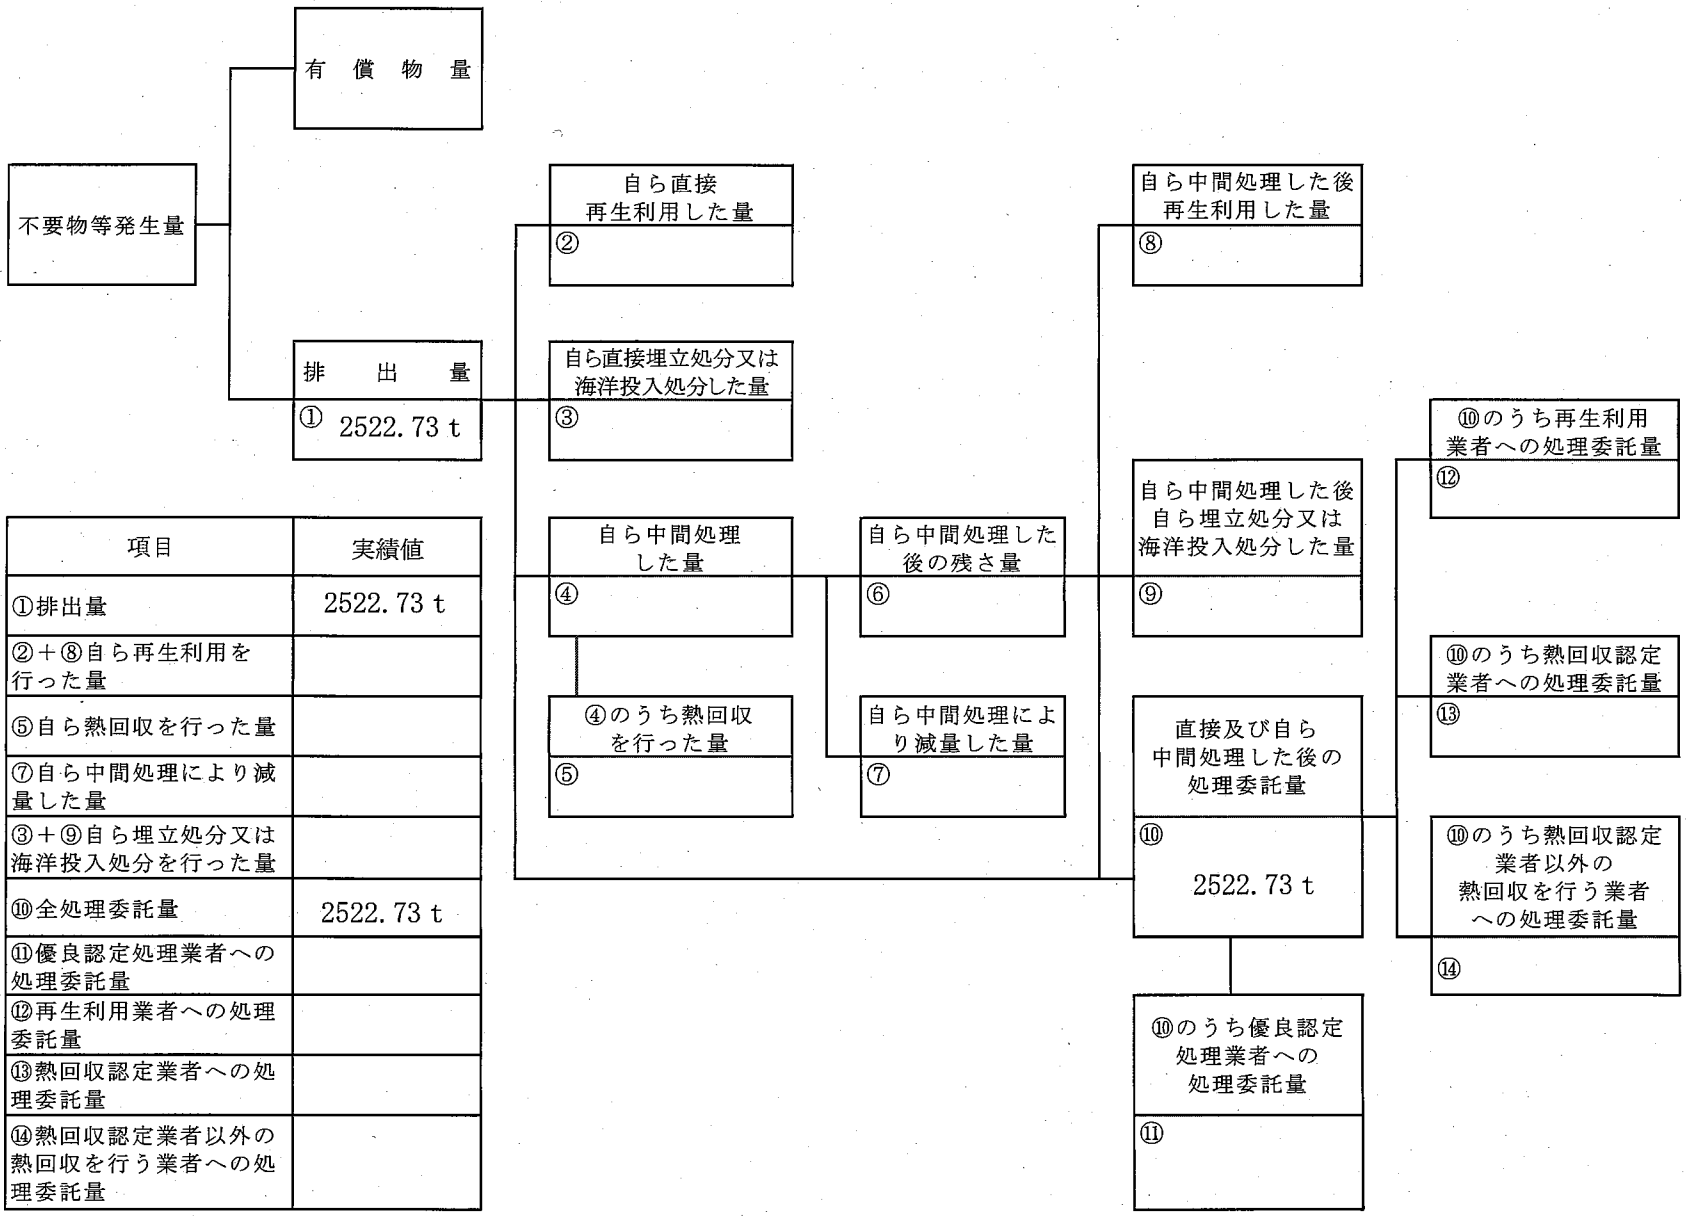 有償物量
不要物等発生量
排出量
① 2522.73 t
自ら直接
再生利用した量
②
自ら直接埋立処分又は
海洋投入処分した量
③
自ら中間処理
した量
④
④のうち熱回収
を行った量
⑤
自ら中間処理した
後の残さ量
⑥
自ら中間処理によ
り減量した量
⑦
自ら中間処理した後
再生利用した量
⑧
自ら中間処理した後
自ら埋立処分又は
海洋投入処分した量
⑨
直接及び自ら
中間処理した後の
処理委託量
⑩
2522.73 t
⑩のうち優良認定
処理業者への
処理委託量
⑪
⑩のうち再生利用
業者への処理委託量
⑫
⑩のうち熱回収認定
業者への処理委託量
⑬
⑩のうち熱回収認定
業者以外の
熱回収を行う業者
への処理委託量
⑭
項目 実績値
①排出量 2522.73 t
②＋⑧自ら再生利用を
行った量
⑤自ら熱回収を行った量
⑦自ら中間処理により減
量した量
③＋⑨自ら埋立処分又は
海洋投入処分を行った量
⑩全処理委託量 2522.73 t
⑪優良認定処理業者への
処理委託量
⑫再生利用業者への処理
委託量
⑬熱回収認定業者への処
理委託量
⑭熱回収認定業者以外の
熱回収を行う業者への処
理委託量